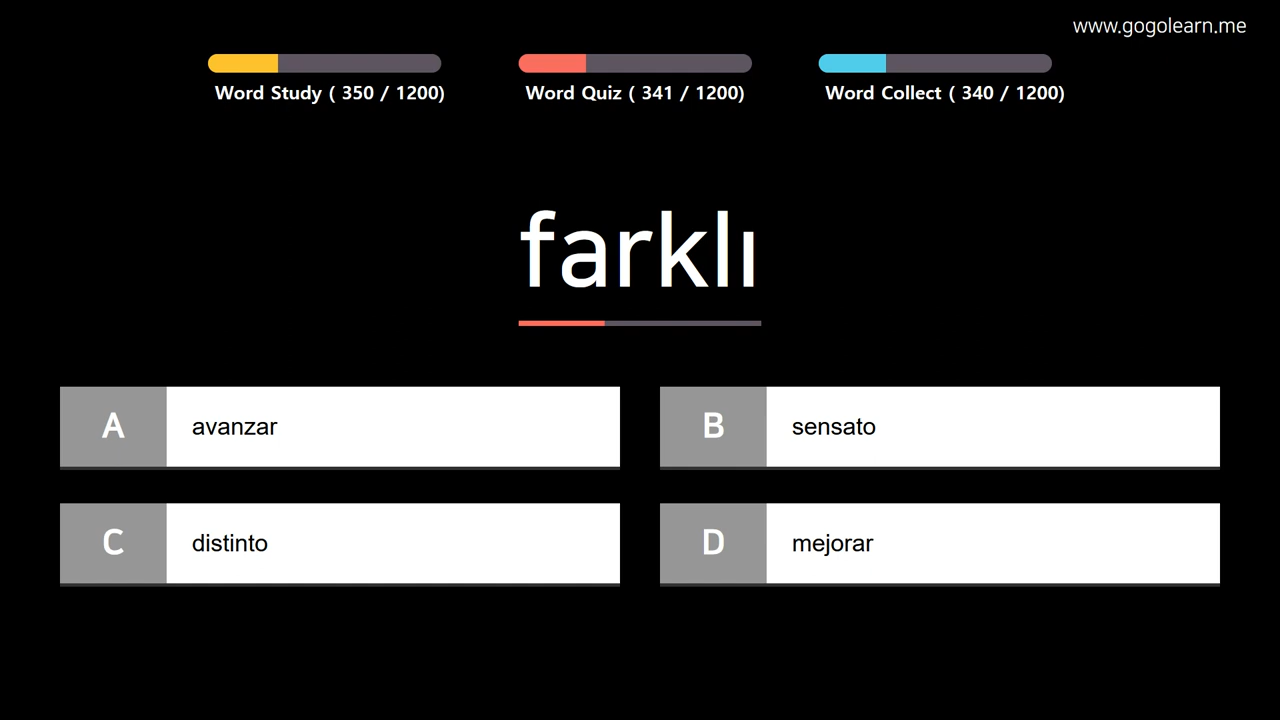 www.gogolearn.me
Word Study ( 350 / 1200)
Word Quiz ( 341 / 1200)
Word Collect ( 340 / 1200)
farklı
A avanzar
B sensato
C distinto
D mejorar